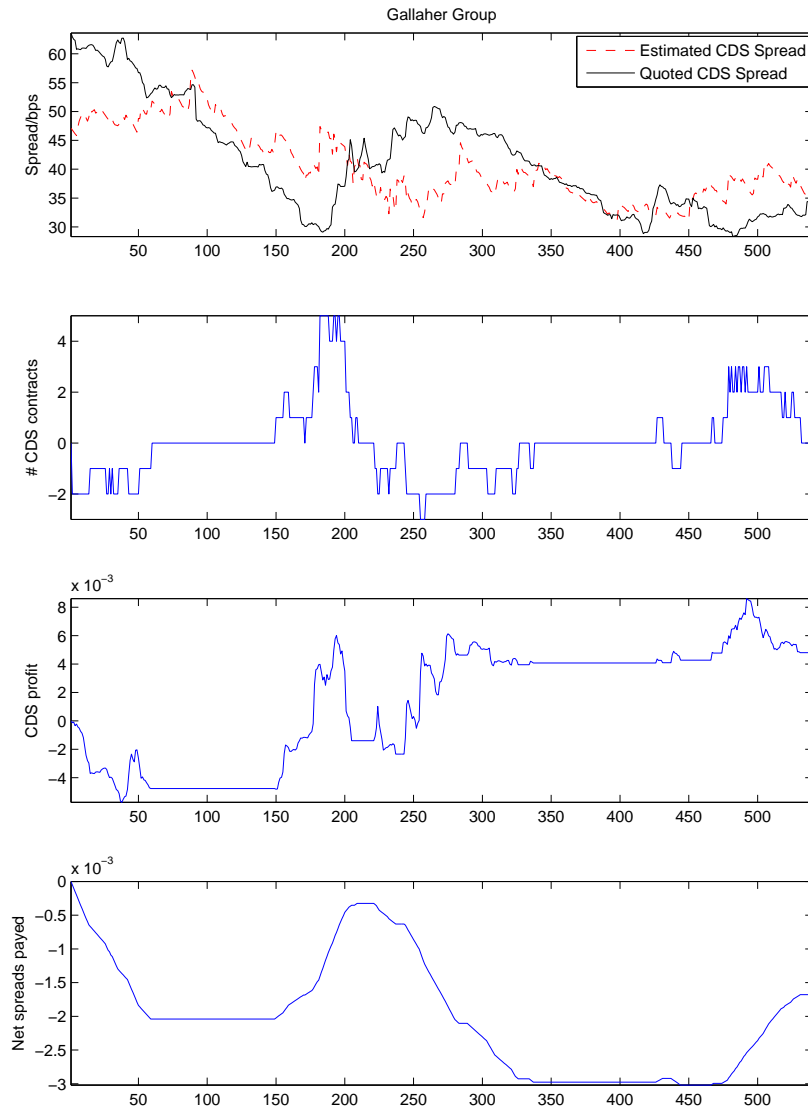 Gallaher Group
Estimated CDS Spread
Quoted CDS Spread
Spread/bps
60
55
50
45
40
35
30
50 100 150 200 250 300 350 400 450 500
# CDS contracts
4
2
0
−2
50 100 150 200 250 300 350 400 450 500
x 10−3
CDS profit
8
6
4
2
0
−2
−4
50 100 150 200 250 300 350 400 450 500
x 10−3
Net spreads payed
0
−0.5
−1
−1.5
−2
−2.5
−3
50 100 150 200 250 300 350 400 450 500